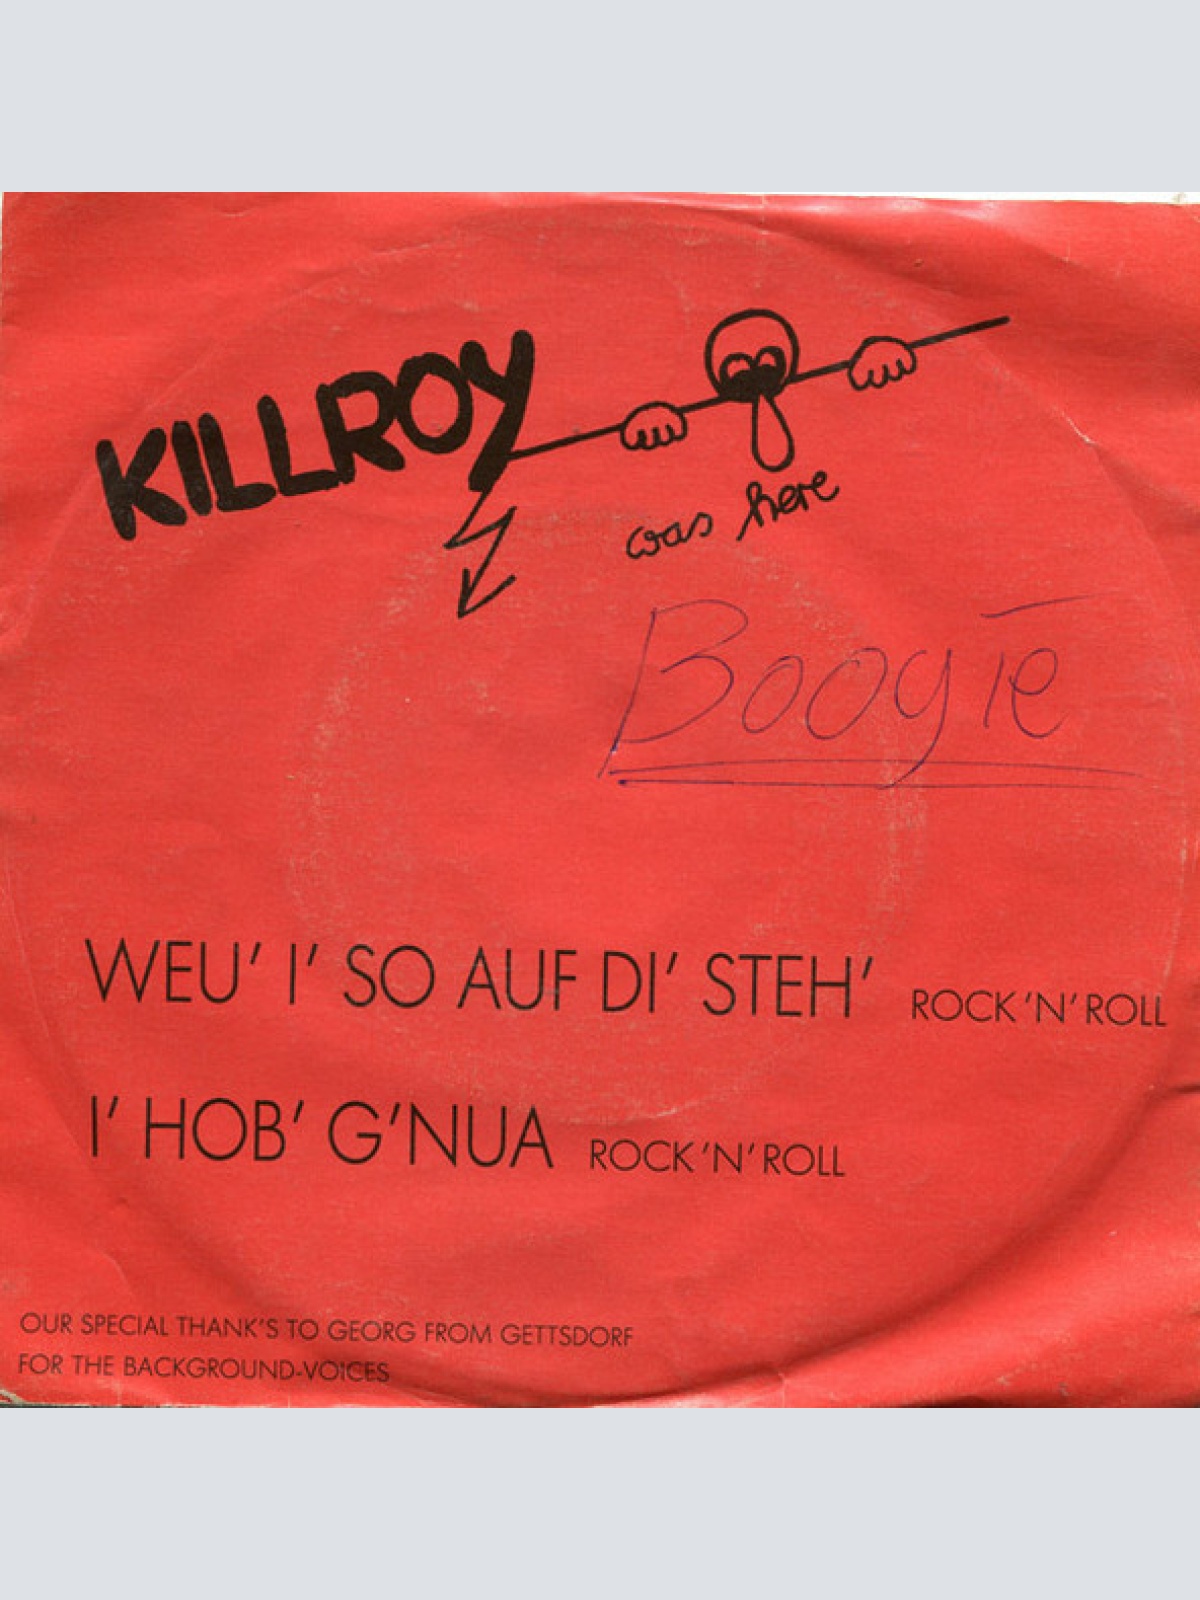 KILLROY
was here
Boogie
WEU' I' SO AUF DI' STEH' ROCK'N'ROLL
I' HOB' G'NUA ROCK'N'ROLL
OUR SPECIAL THANK'S TO GEORG FROM GETTSDORF
FOR THE BACKGROUND-VOICES